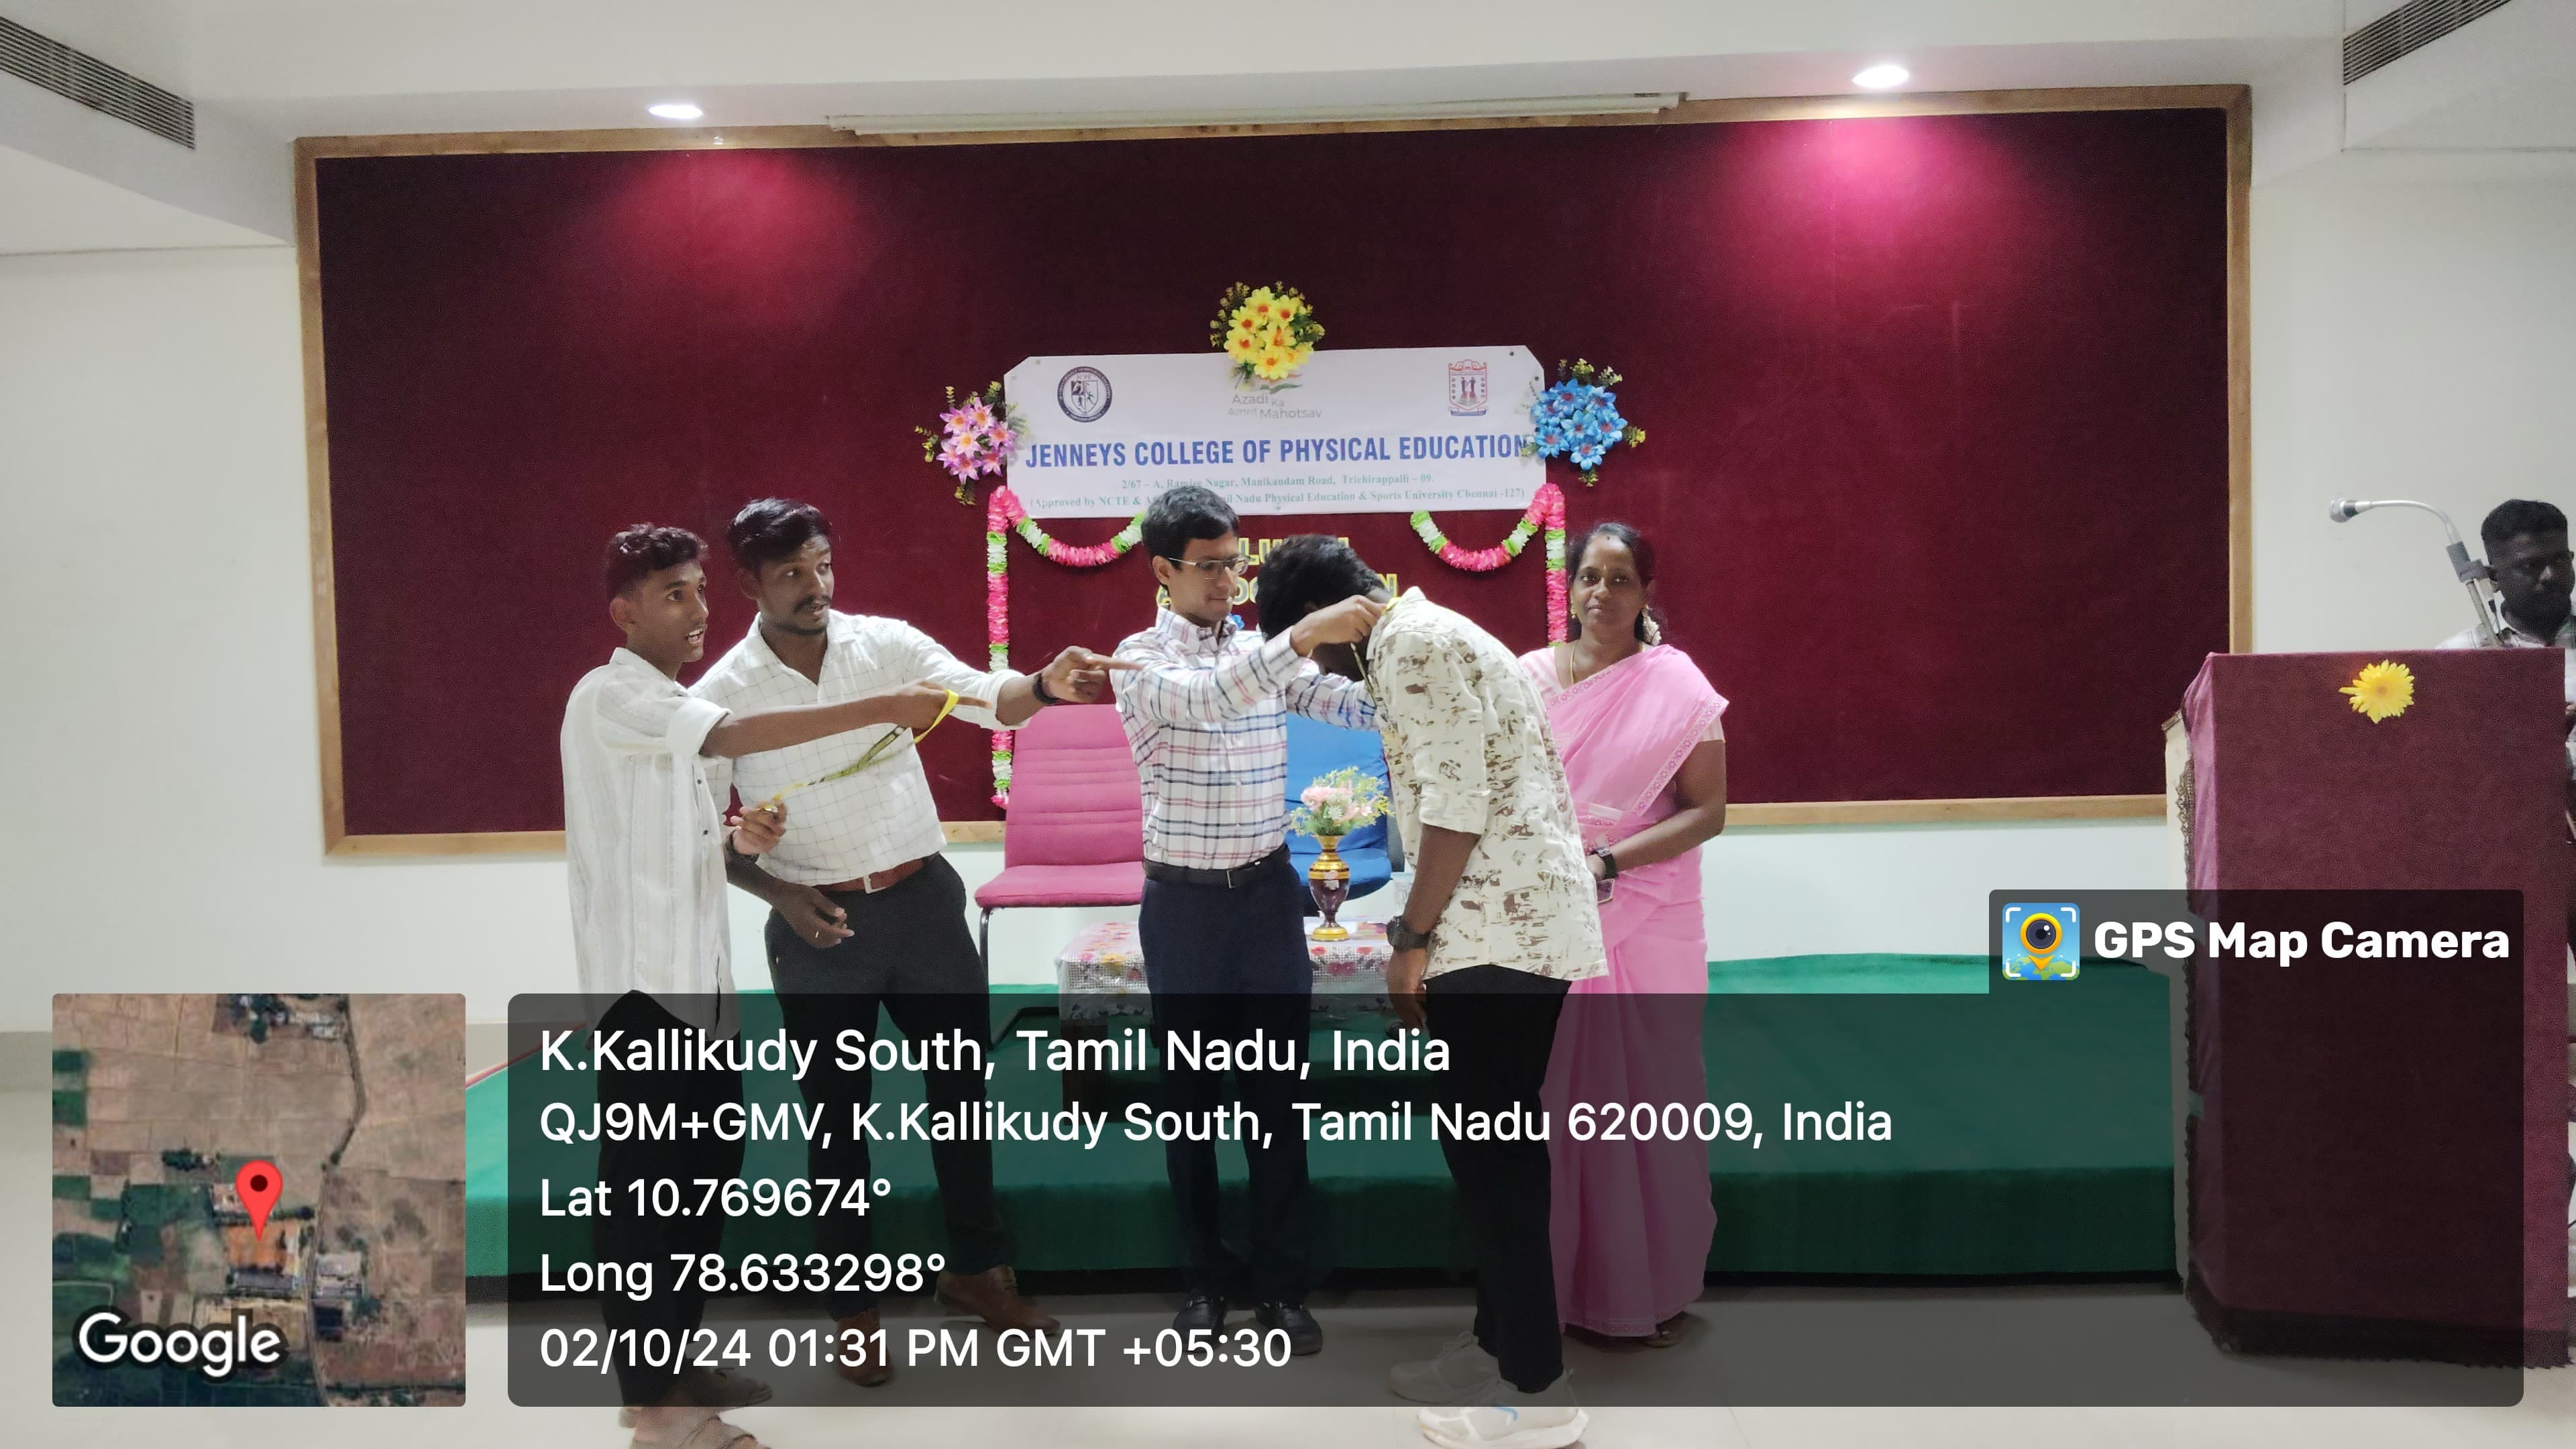 Azadi Ka
Amrit Mahotsav
JENNEYS COLLEGE OF PHYSICAL EDUCATION
2/67 – A, Ramjee Nagar, Manikandam Road, Trichirappalli – 09.
(Approved by NCTE & Nadu Physical Education & Sports University Chennai -127)
GPS Map Camera
K.Kallikudy South, Tamil Nadu, India
QJ9M+GMV, K.Kallikudy South, Tamil Nadu 620009, India
Lat 10.769674°
Long 78.633298°
02/10/24 01:31 PM GMT +05:30
Google